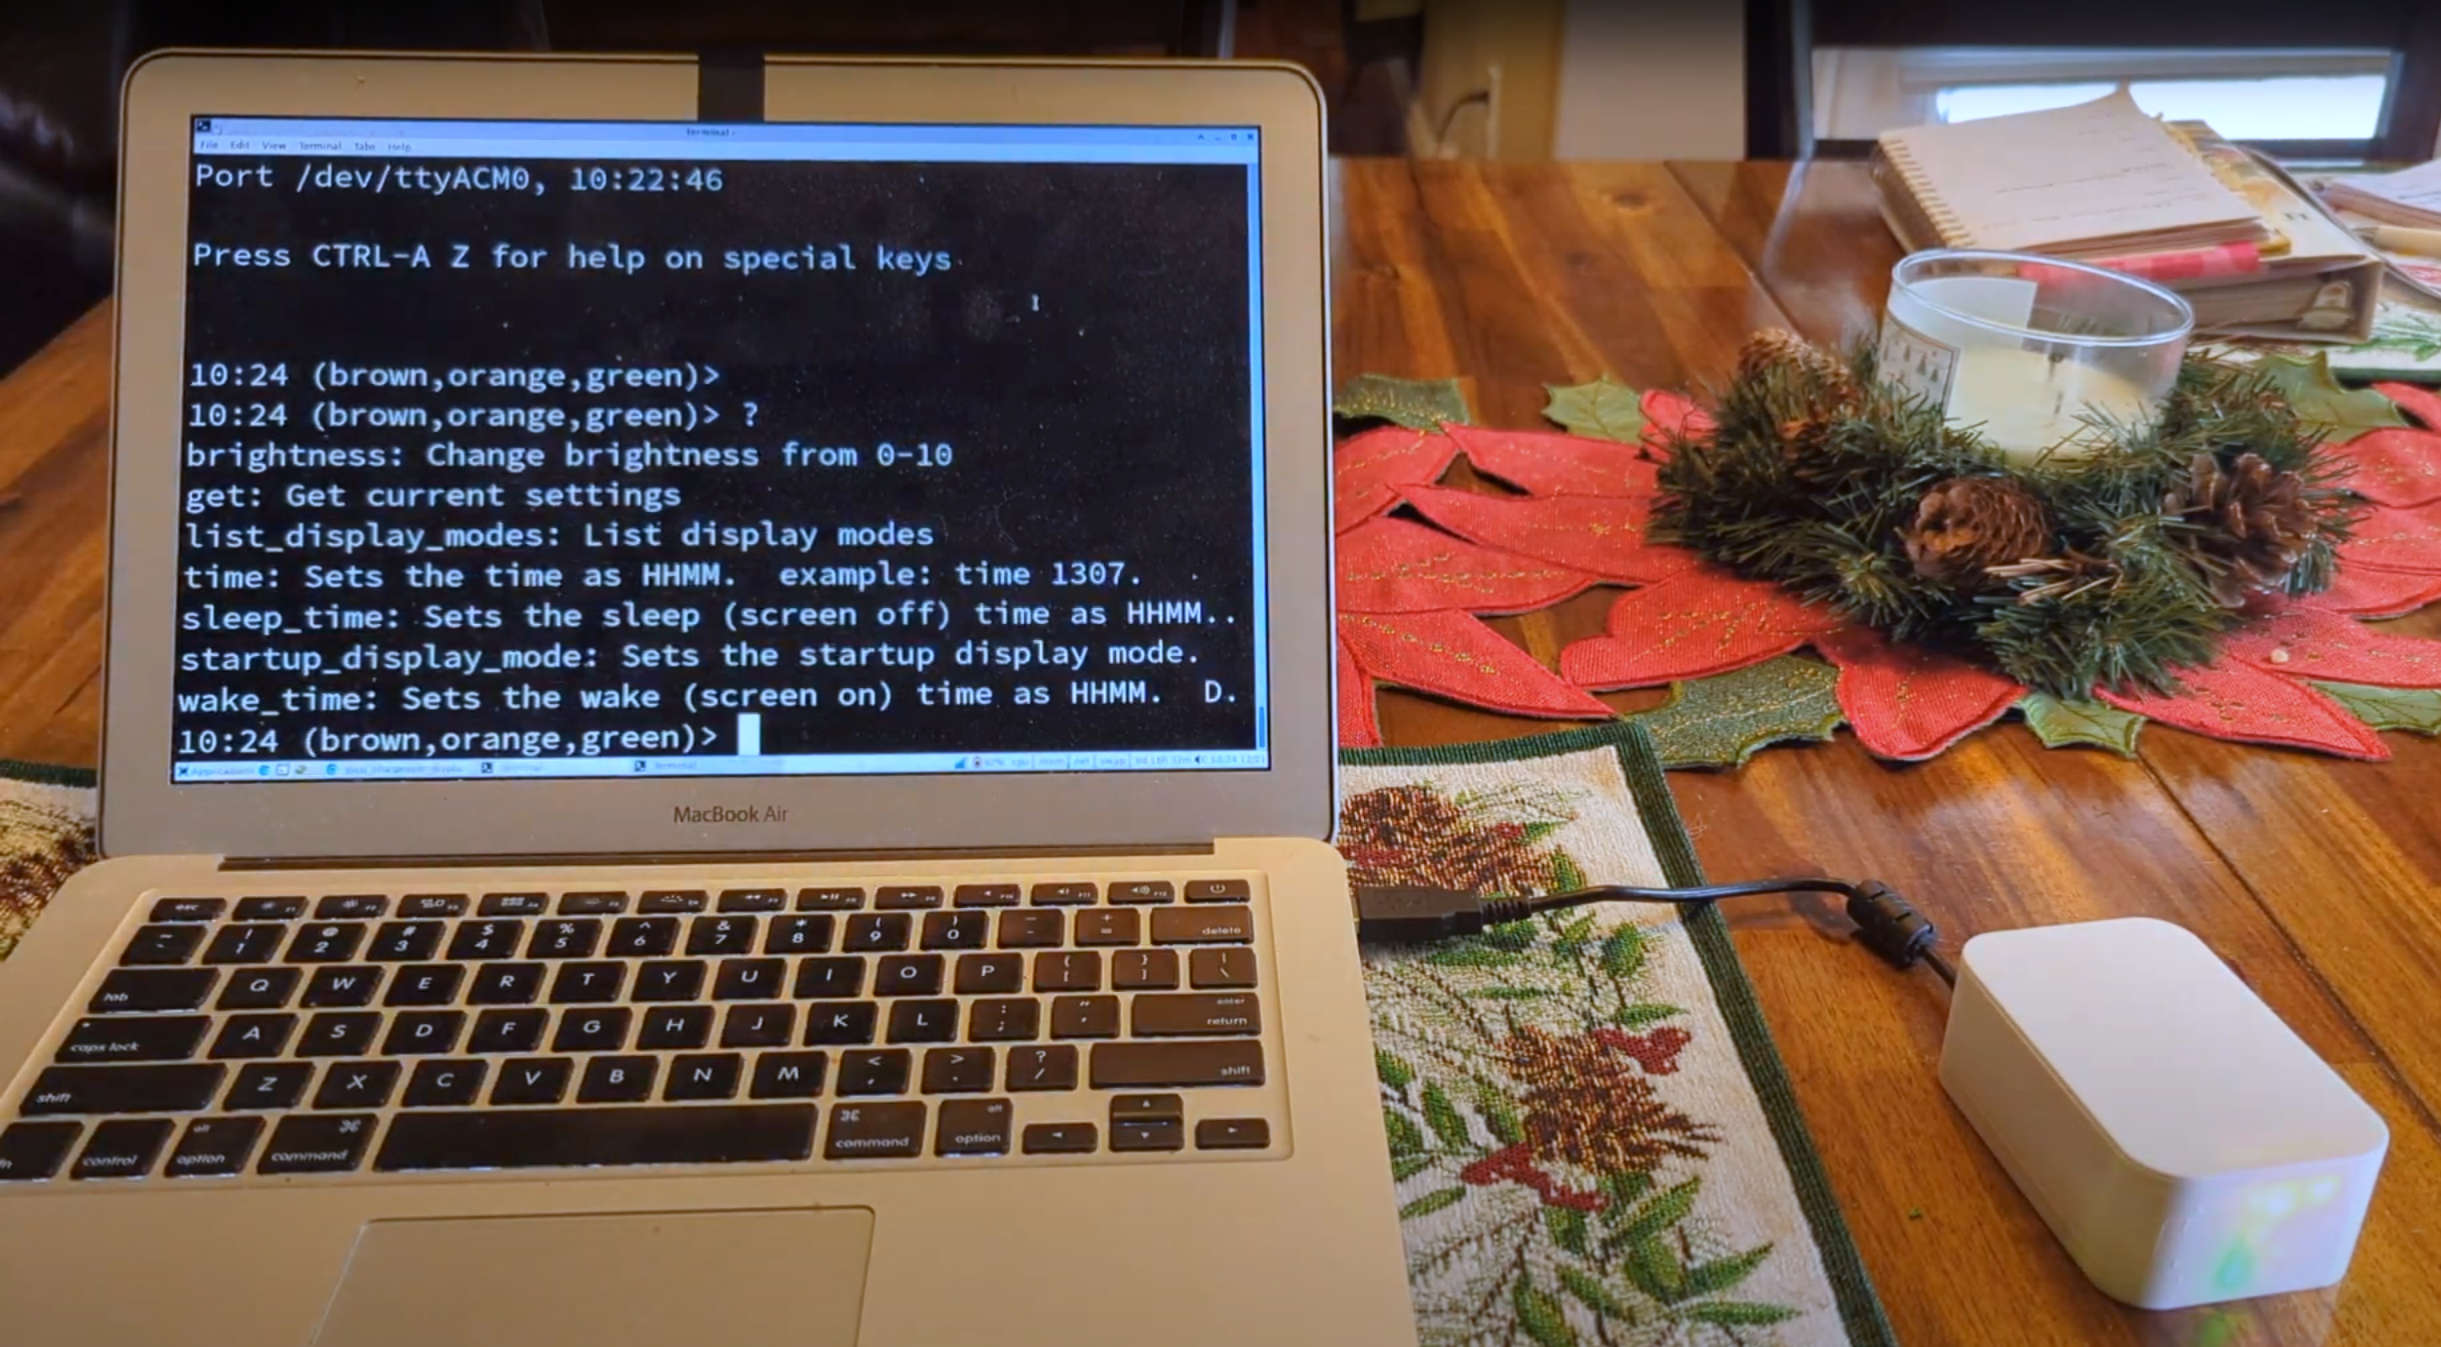 Terminal -
File Edit View Terminal Tabs Help
Port /dev/ttyACM0, 10:22:46
Press CTRL-A Z for help on special keys
10:24 (brown,orange,green)>
10:24 (brown,orange,green)> ?
brightness: Change brightness from 0-10
get: Get current settings
list_display_modes: List display modes
time: Sets the time as HHMM.  example: time 1307.
sleep_time: Sets the sleep (screen off) time as HHMM..
startup_display_mode: Sets the startup display mode.
wake_time: Sets the wake (screen on) time as HHMM.  D.
10:24 (brown,orange,green)>
MacBook Air
esc
~ ! 1 @ 2 # 3 $ 4 % 5 ^ 6 & 7 * 8 ( 9 ) 0 - + = delete
tab Q W E R T Y U I O P { [ } ] | \
caps lock A S D F G H J K L : ; " ' enter return
shift Z X C V B N M < , > . ? / shift
fn control alt option ⌘ command ⌘ command alt option